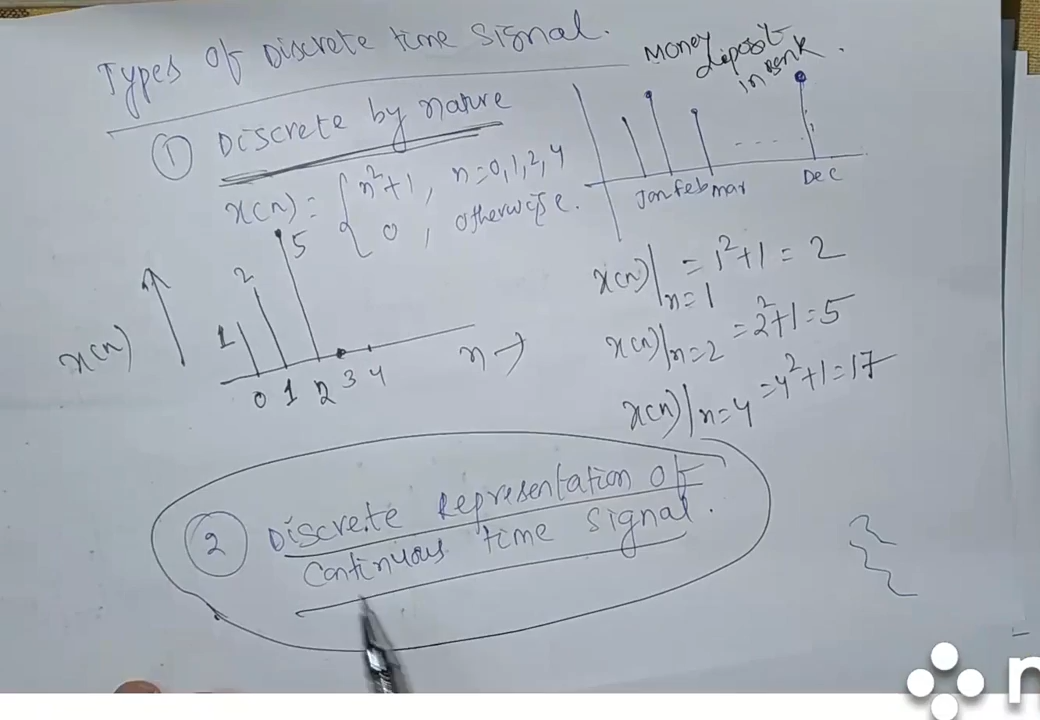 Types of Discrete time Signal.
① Discrete by nature
x(n) = { n²+1, n=0,1,2,4
0, otherwise.
Money deposit
in Bank.
Jan Feb mar Dec
x(n)
1 2 5
0 1 2 3 4
n →
x(n)|n=1 = 1²+1 = 2
x(n)|n=2 = 2²+1=5
x(n)|n=4 = 4²+1=17
② Discrete Representation of
Continuous time Signal.